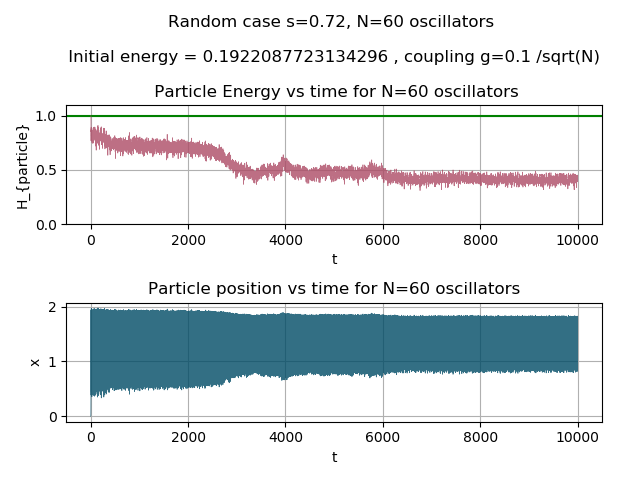 Random case s=0.72, N=60 oscillators
Initial energy = 0.1922087723134296 , coupling g=0.1 /sqrt(N)
Particle Energy vs time for N=60 oscillators
1.0
0.5
0.0
H_{particle}
0 2000 4000 6000 8000 10000
t
Particle position vs time for N=60 oscillators
2
1
0
x
0 2000 4000 6000 8000 10000
t